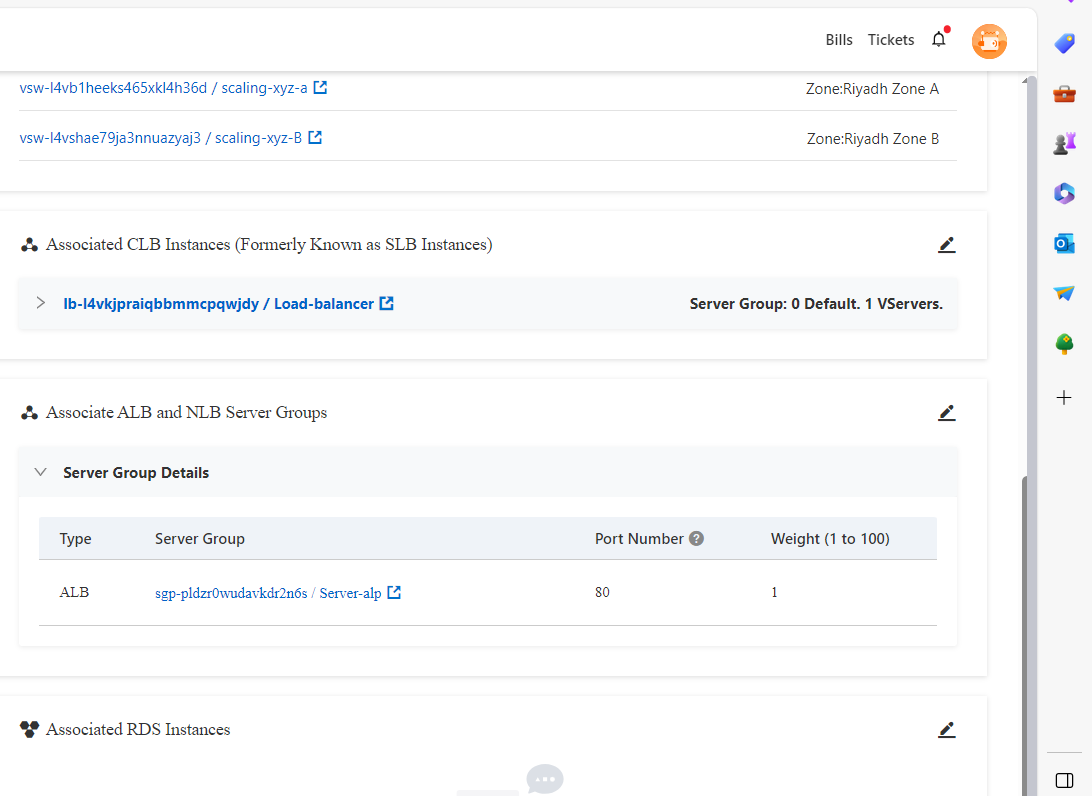 Bills Tickets
vsw-l4vb1heeks465xkl4h36d / scaling-xyz-a Zone:Riyadh Zone A
vsw-l4vshae79ja3nnuazyaj3 / scaling-xyz-B Zone:Riyadh Zone B
Associated CLB Instances (Formerly Known as SLB Instances)
lb-l4vkjpraiqbbmmcpqwjdy / Load-balancer Server Group: 0 Default. 1 VServers.
Associate ALB and NLB Server Groups
Server Group Details
Type Server Group Port Number Weight (1 to 100)
ALB sgp-pldzr0wudavkdr2n6s / Server-alp 80 1
Associated RDS Instances